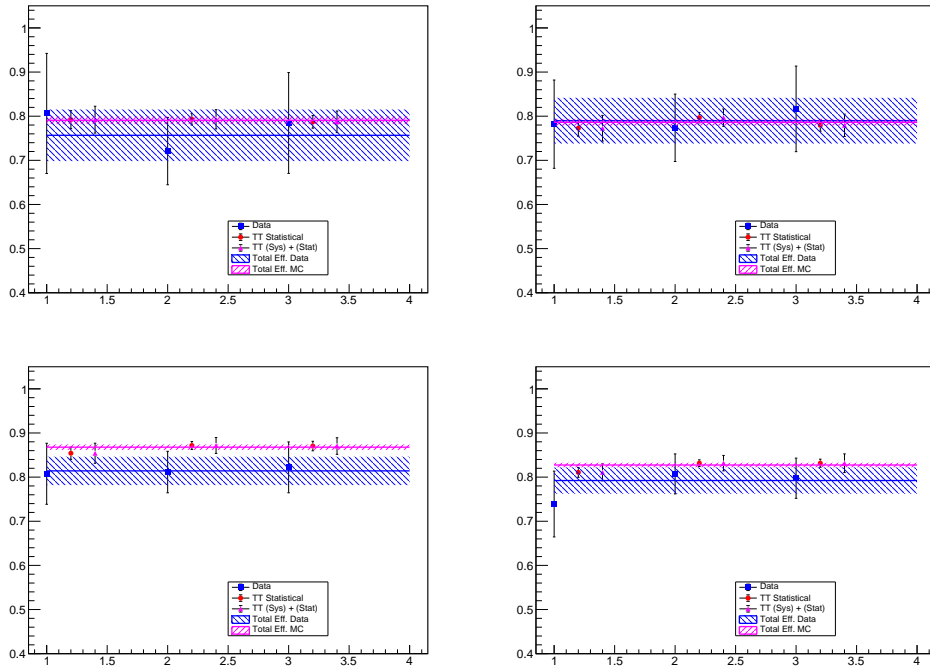 1
0.9
0.8
0.7
0.6
0.5
0.4
1 1.5 2 2.5 3 3.5 4
Data
TT Statistical
TT (Sys) + (Stat)
Total Eff. Data
Total Eff. MC
1
0.9
0.8
0.7
0.6
0.5
0.4
1 1.5 2 2.5 3 3.5 4
Data
TT Statistical
TT (Sys) + (Stat)
Total Eff. Data
Total Eff. MC
1
0.9
0.8
0.7
0.6
0.5
0.4
1 1.5 2 2.5 3 3.5 4
Data
TT Statistical
TT (Sys) + (Stat)
Total Eff. Data
Total Eff. MC
1
0.9
0.8
0.7
0.6
0.5
0.4
1 1.5 2 2.5 3 3.5 4
Data
TT Statistical
TT (Sys) + (Stat)
Total Eff. Data
Total Eff. MC